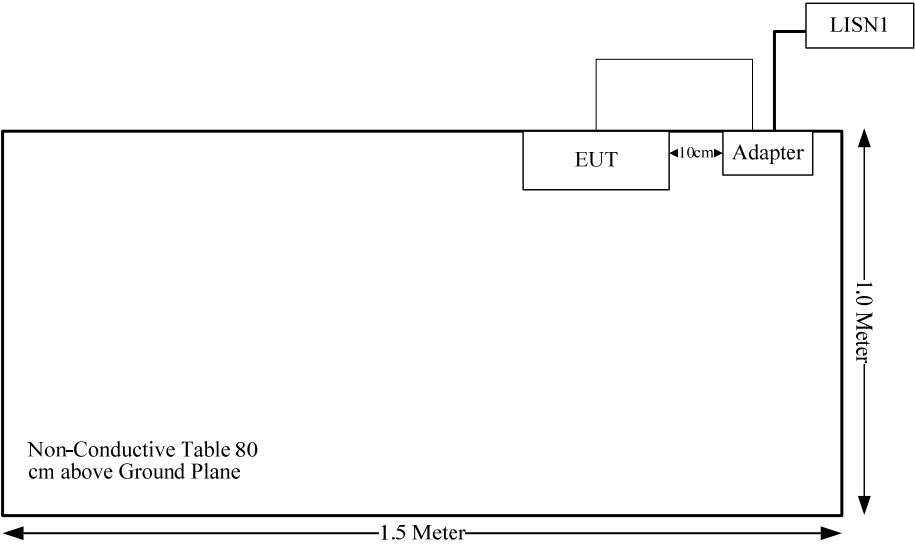 LISN1
EUT
10cm
Adapter
1.0 Meter
Non-Conductive Table 80
cm above Ground Plane
1.5 Meter